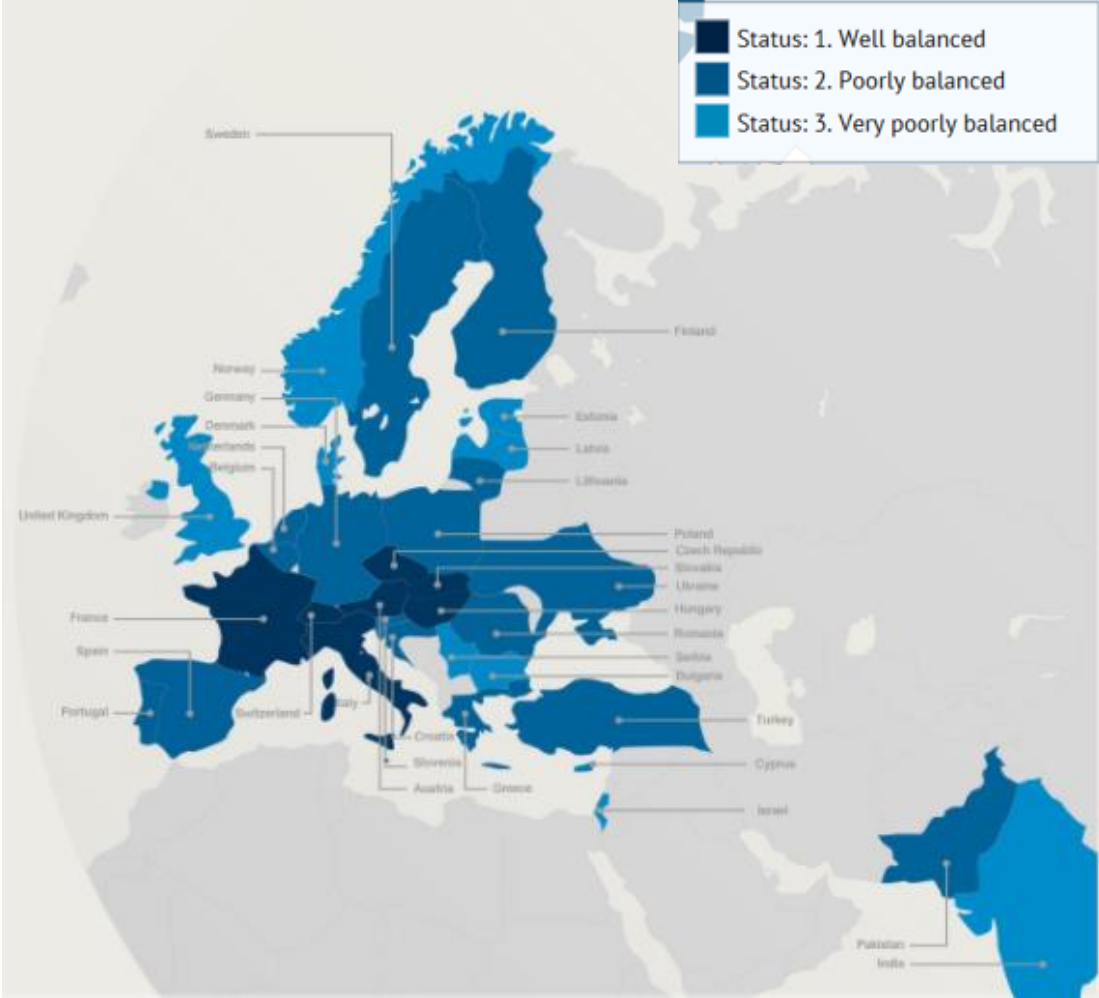 Status: 1. Well balanced
Status: 2. Poorly balanced
Status: 3. Very poorly balanced
Sweden
Finland
Norway
Germany
Estonia
Denmark
Netherlands
Latvia
Belgium
Lithuania
United Kingdom
Poland
Czech Republic
Slovakia
Ukraine
Hungary
France
Romania
Spain
Serbia
Bulgaria
Italy
Portugal
Switzerland
Turkey
Croatia
Slovenia
Cyprus
Austria
Greece
Israel
Pakistan
India